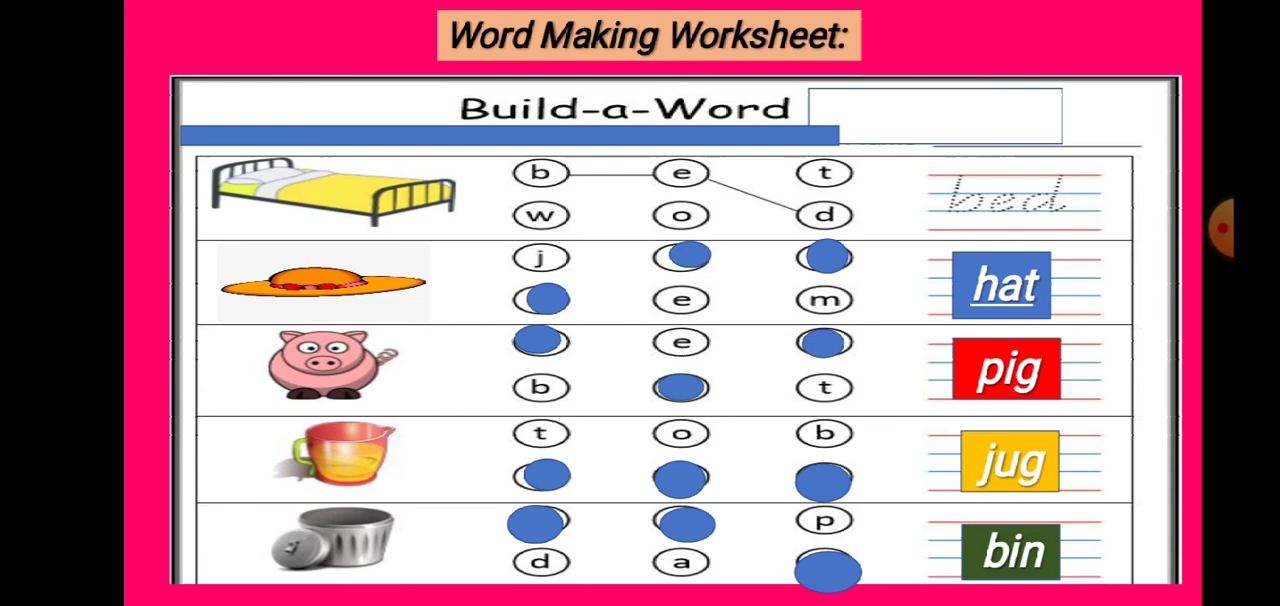 Word Making Worksheet:
Build-a-Word
b e t
w o d
bed
j
e m
hat
e
b t
pig
t o b
jug
p
d a
bin